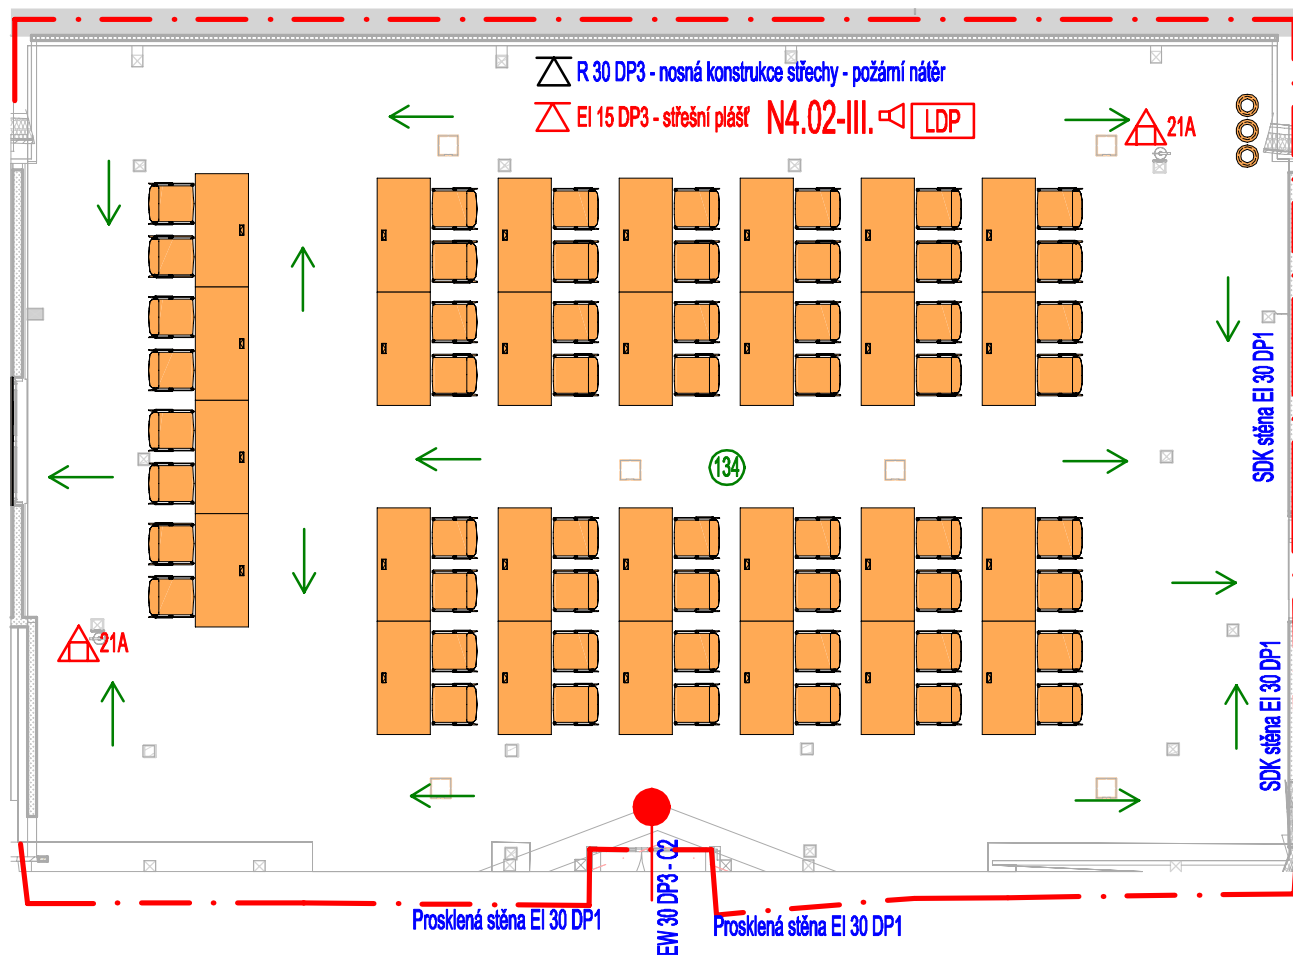 R 30 DP3 - nosná konstrukce střechy - požární nátěr
EI 15 DP3 - střešní plášť
N4.02-III.
LDP
21A
SDK stěna EI 30 DP1
134
21A
SDK stěna EI 30 DP1
EW 30 DP3 - C2
Prosklená stěna EI 30 DP1
Prosklená stěna EI 30 DP1